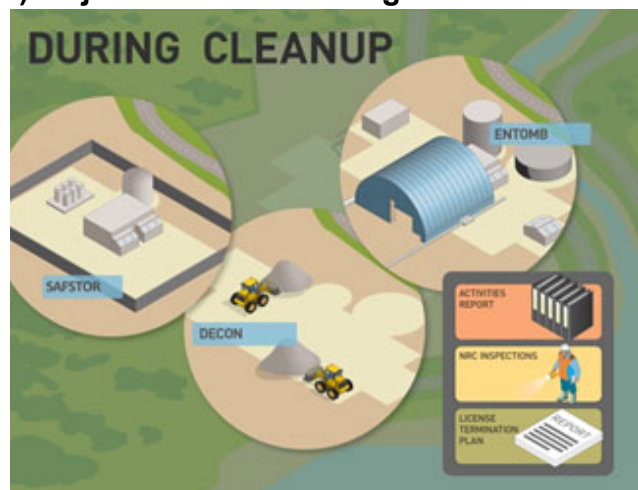 DURING CLEANUP
ENTOMB
SAFSTOR
DECON
ACTIVITIES
REPORT
NRC INSPECTIONS
LICENSE
TERMINATION
PLAN
REPORT